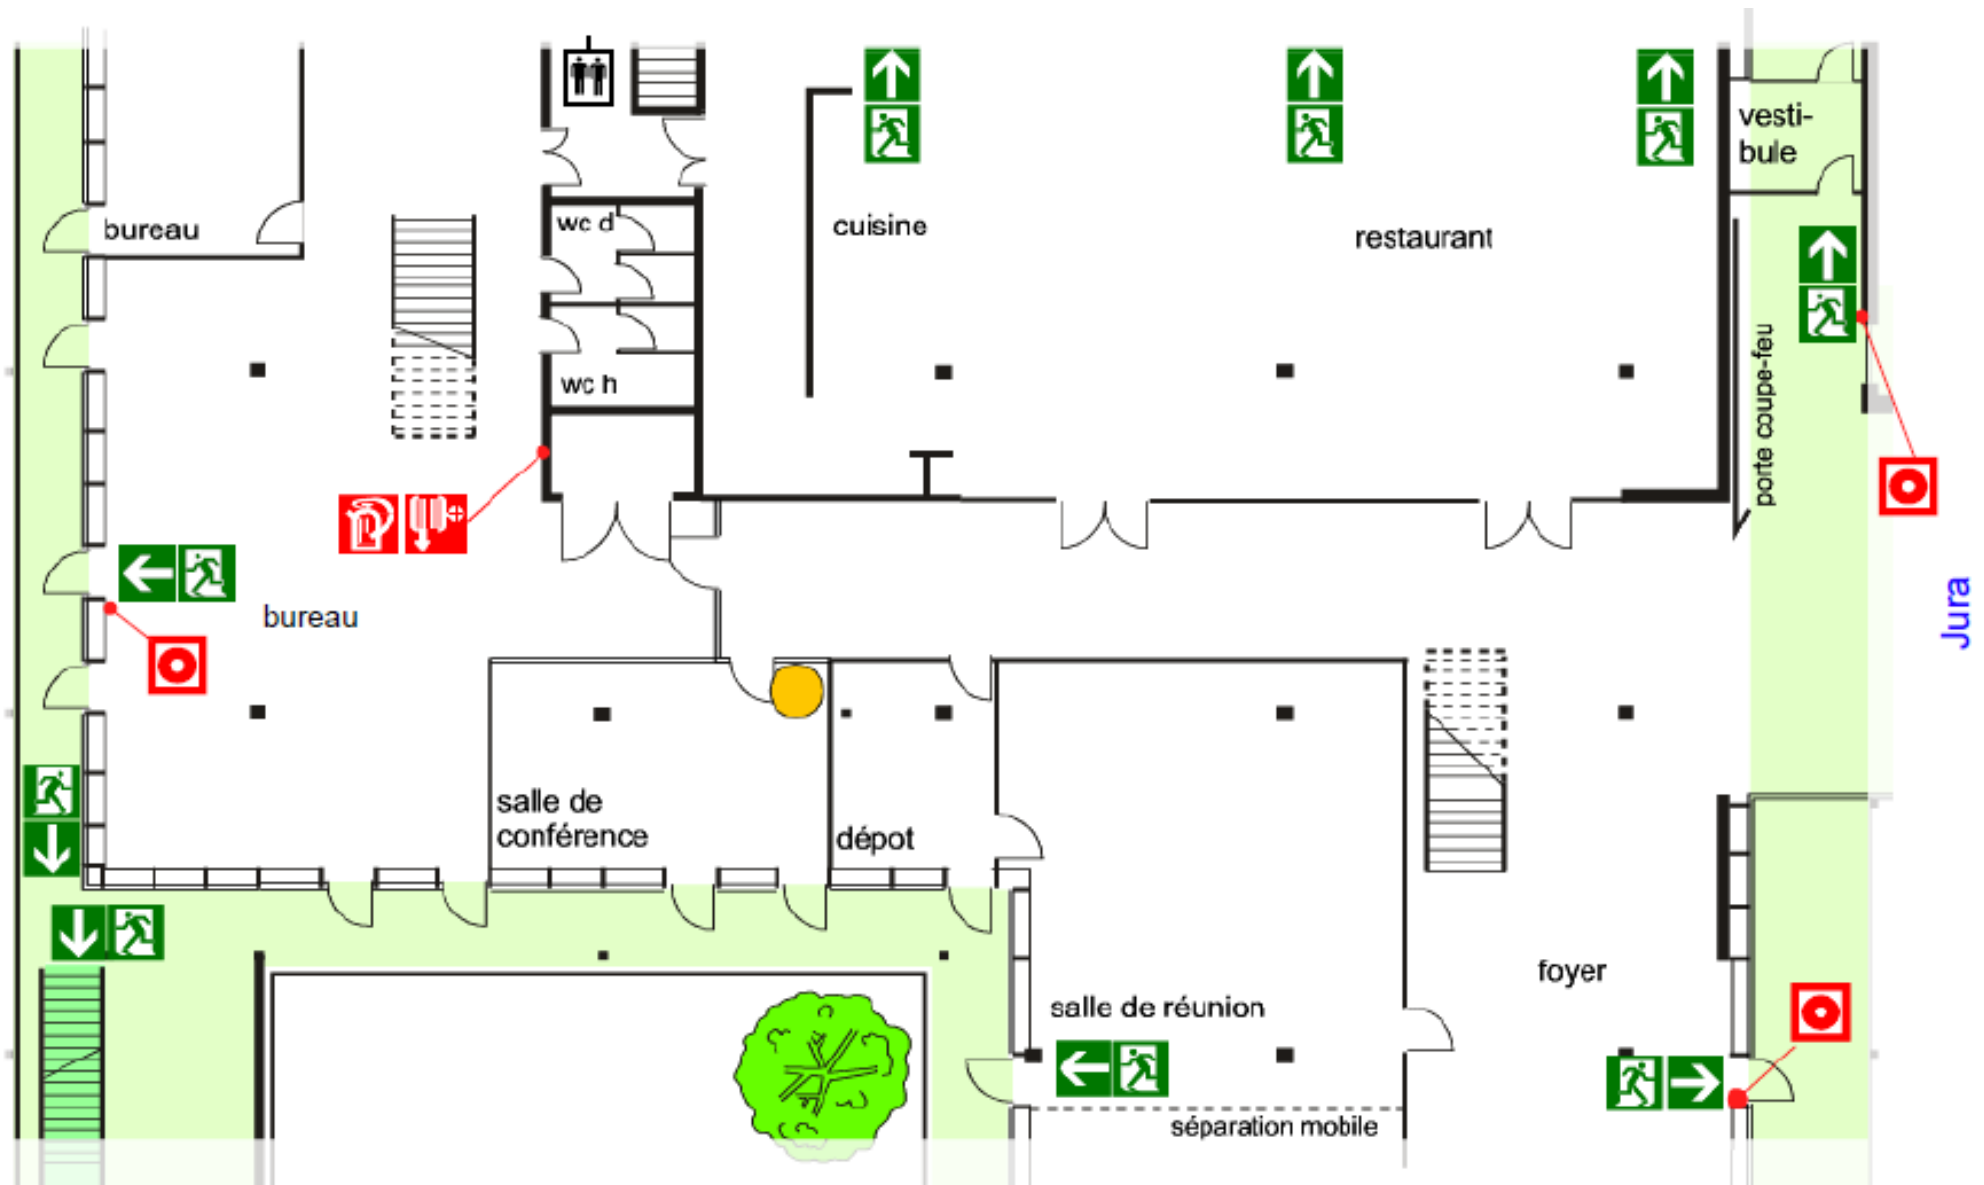 vesti-
bule
bureau
wc d
cuisine
restaurant
wc h
porte coupe-feu
Jura
bureau
salle de
conférence
dépot
foyer
salle de réunion
séparation mobile